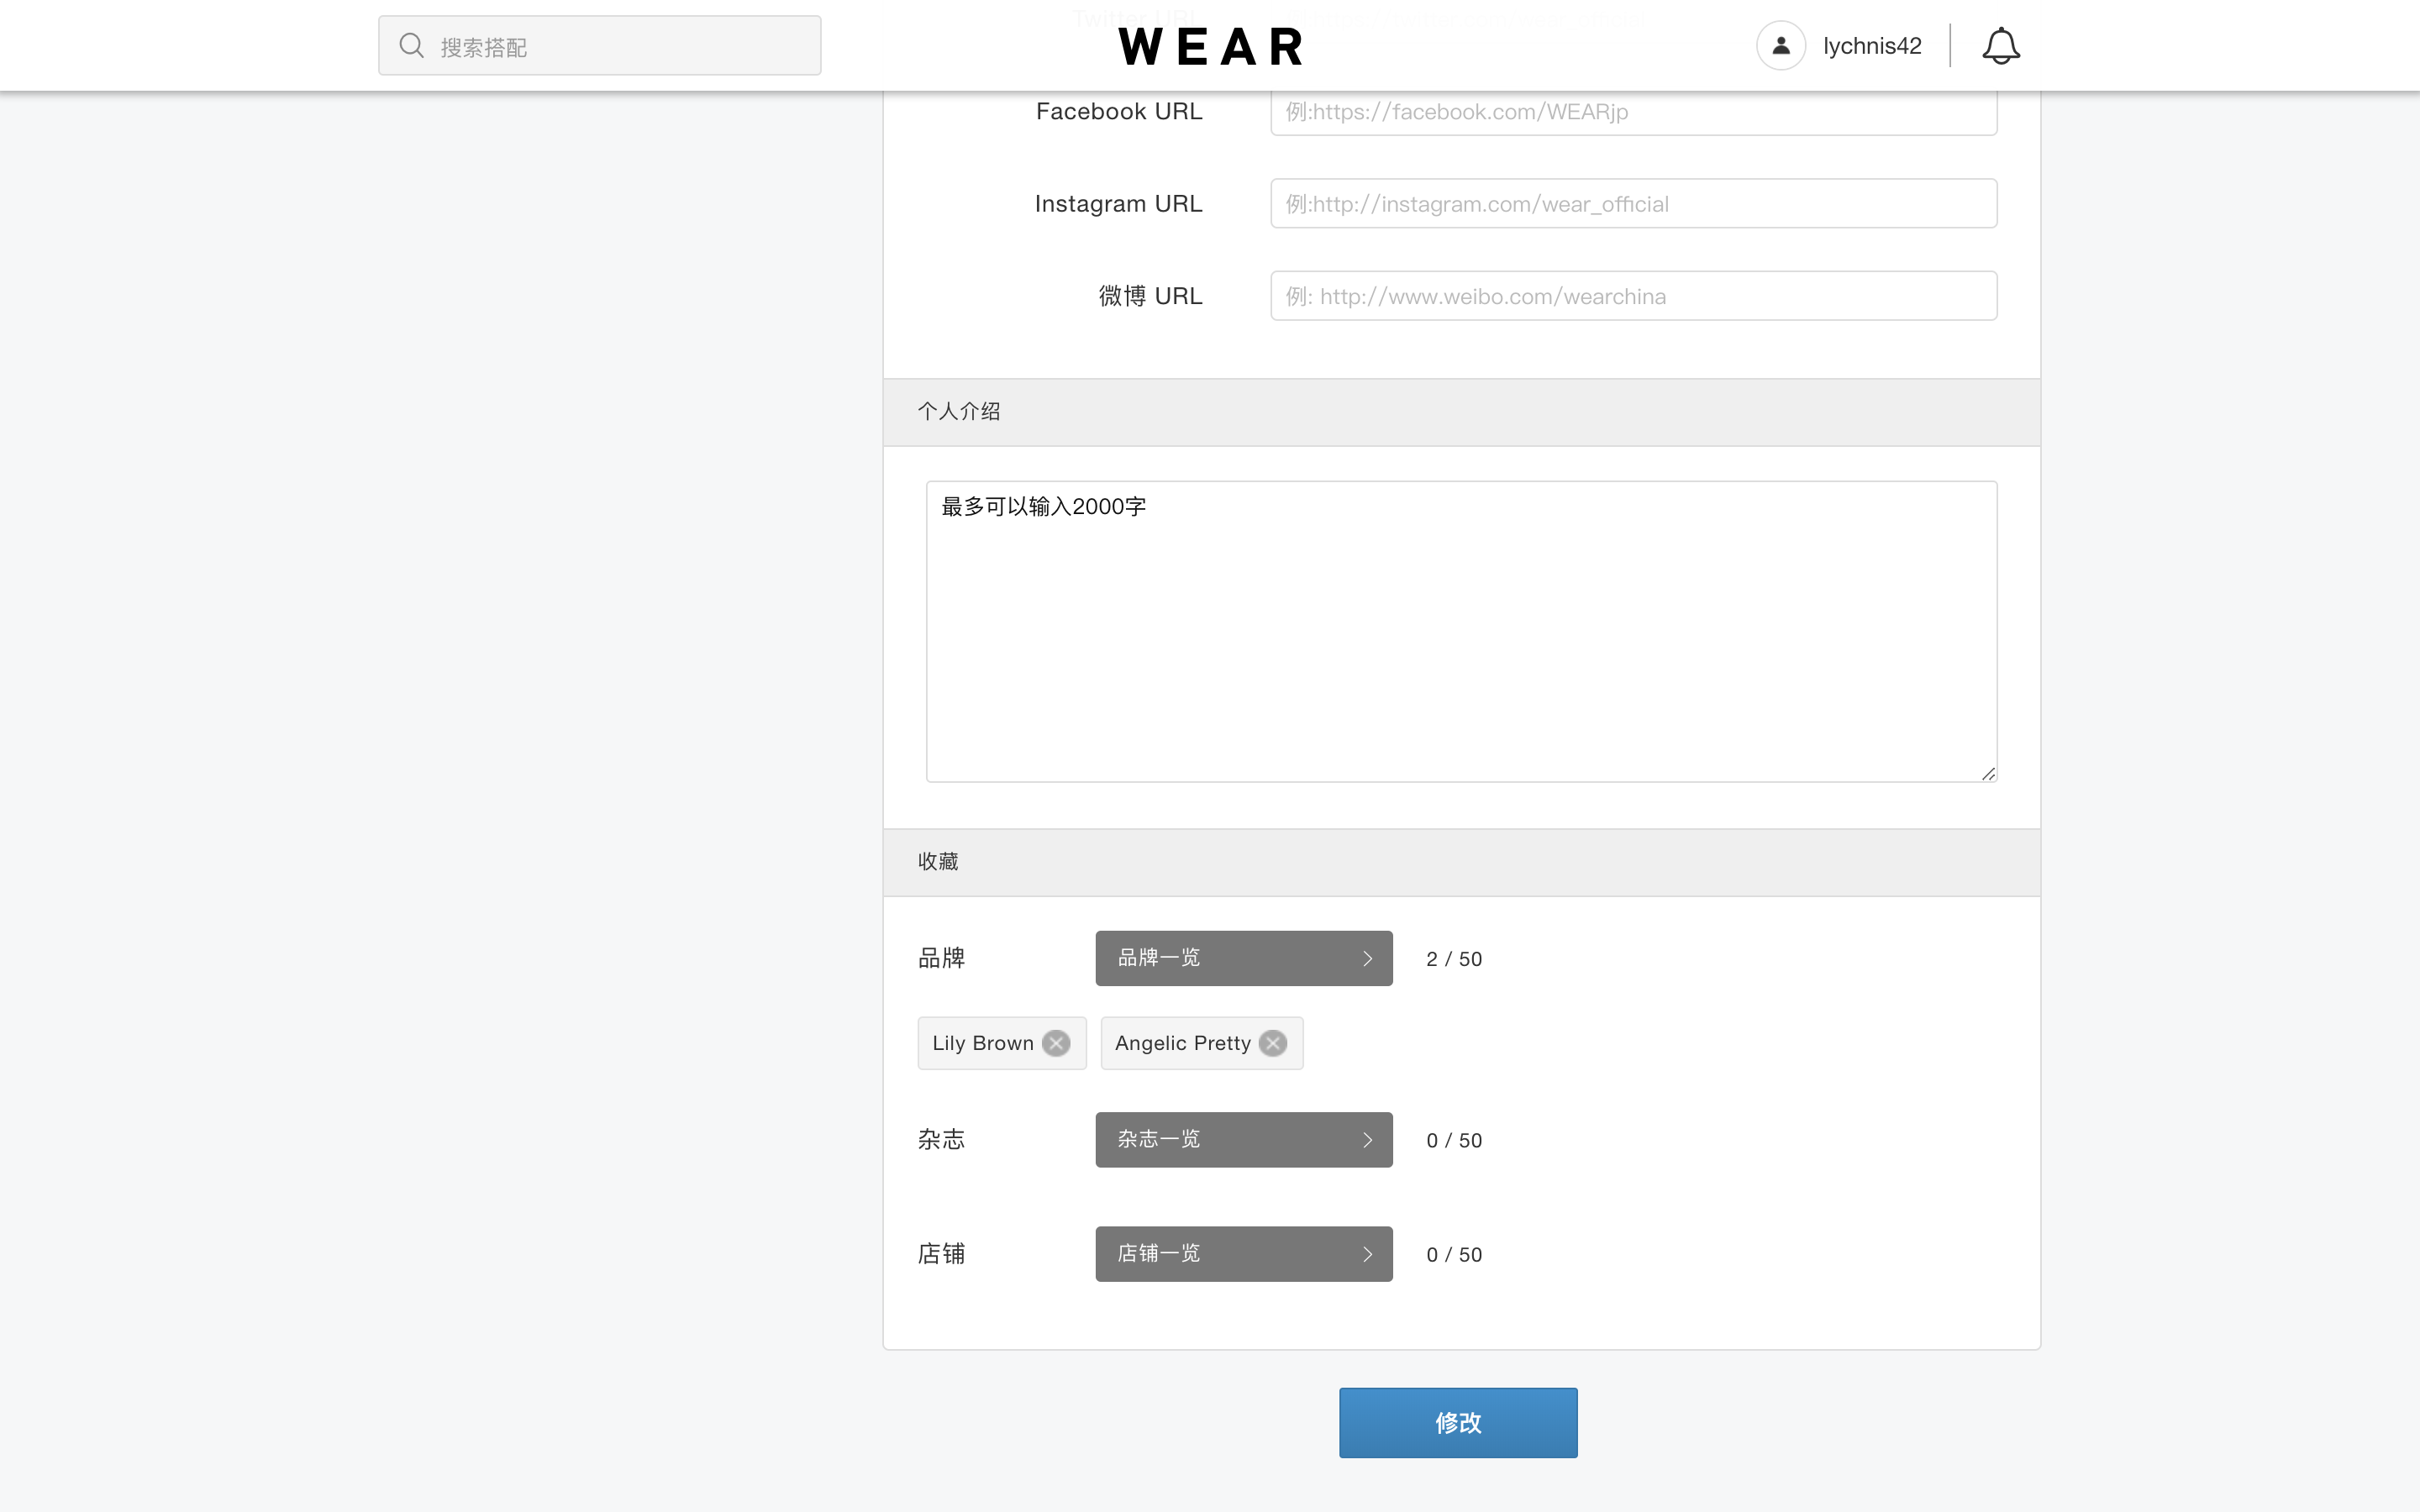 搜索搭配
WEAR
lychnis42
Twitter URL
Facebook URL
例:https://facebook.com/WEARjp
Instagram URL
例:http://instagram.com/wear_official
微博 URL
例: http://www.weibo.com/wearchina
个人介绍
最多可以输入2000字
收藏
品牌
品牌一览
2 / 50
Lily Brown
Angelic Pretty
杂志
杂志一览
0 / 50
店铺
店铺一览
0 / 50
修改